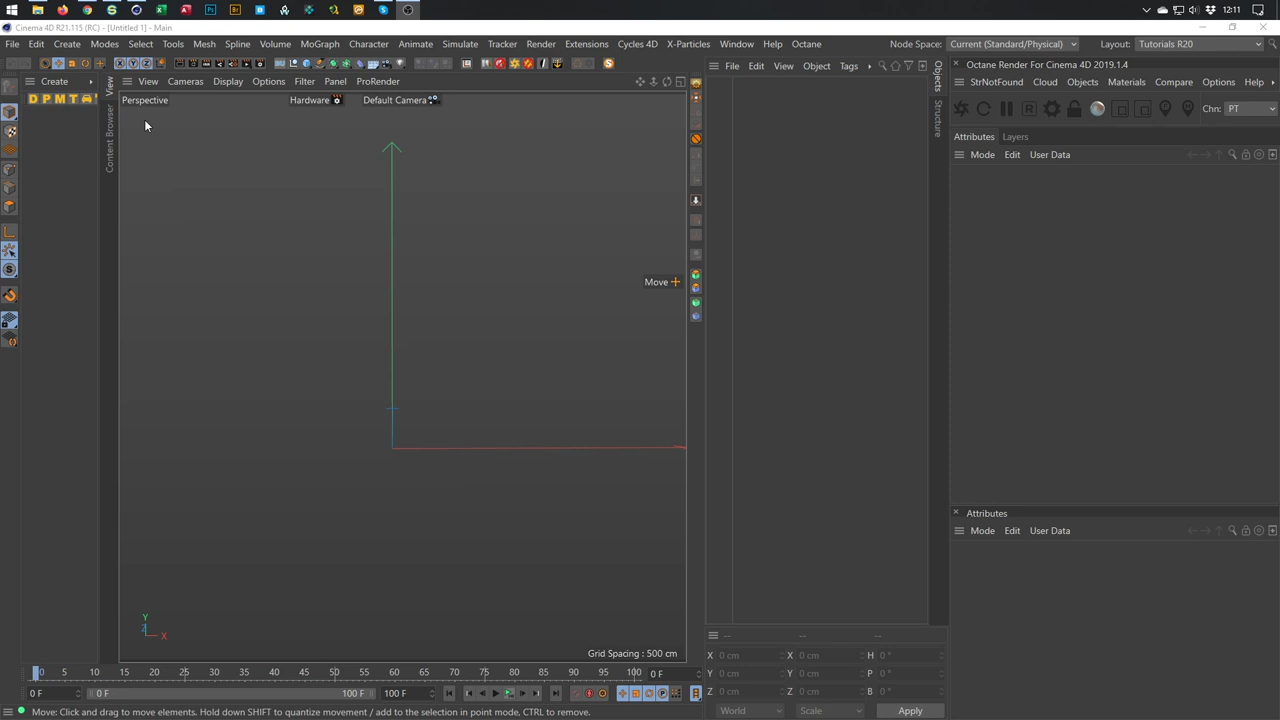 12:11
Cinema 4D R21.115 (RC) - [Untitled 1] - Main
File Edit Create Modes Select Tools Mesh Spline Volume MoGraph Character Animate Simulate Tracker Render Extensions Cycles 4D X-Particles Window Help Octane Node Space: Current (Standard/Physical) Layout: Tutorials R20
Create View Cameras Display Options Filter Panel ProRender File Edit View Object Tags
Octane Render For Cinema 4D 2019.1.4
StrNotFound Cloud Objects Materials Compare Options Help
D P M T
View
Content Browser
Perspective Hardware Default Camera
Objects
Structure
Chn: PT
Attributes Layers
Mode Edit User Data
Move
Attributes
Mode Edit User Data
Y
Z
X
Grid Spacing : 500 cm
0 5 10 15 20 25 30 35 40 45 50 55 60 65 70 75 80 85 90 95 100 0 F
0 F 0 F 100 F 100 F
-- -- --
X 0 cm X 0 cm H 0 °
Y 0 cm Y 0 cm P 0 °
Z 0 cm Z 0 cm B 0 °
World Scale Apply
Move: Click and drag to move elements. Hold down SHIFT to quantize movement / add to the selection in point mode, CTRL to remove.